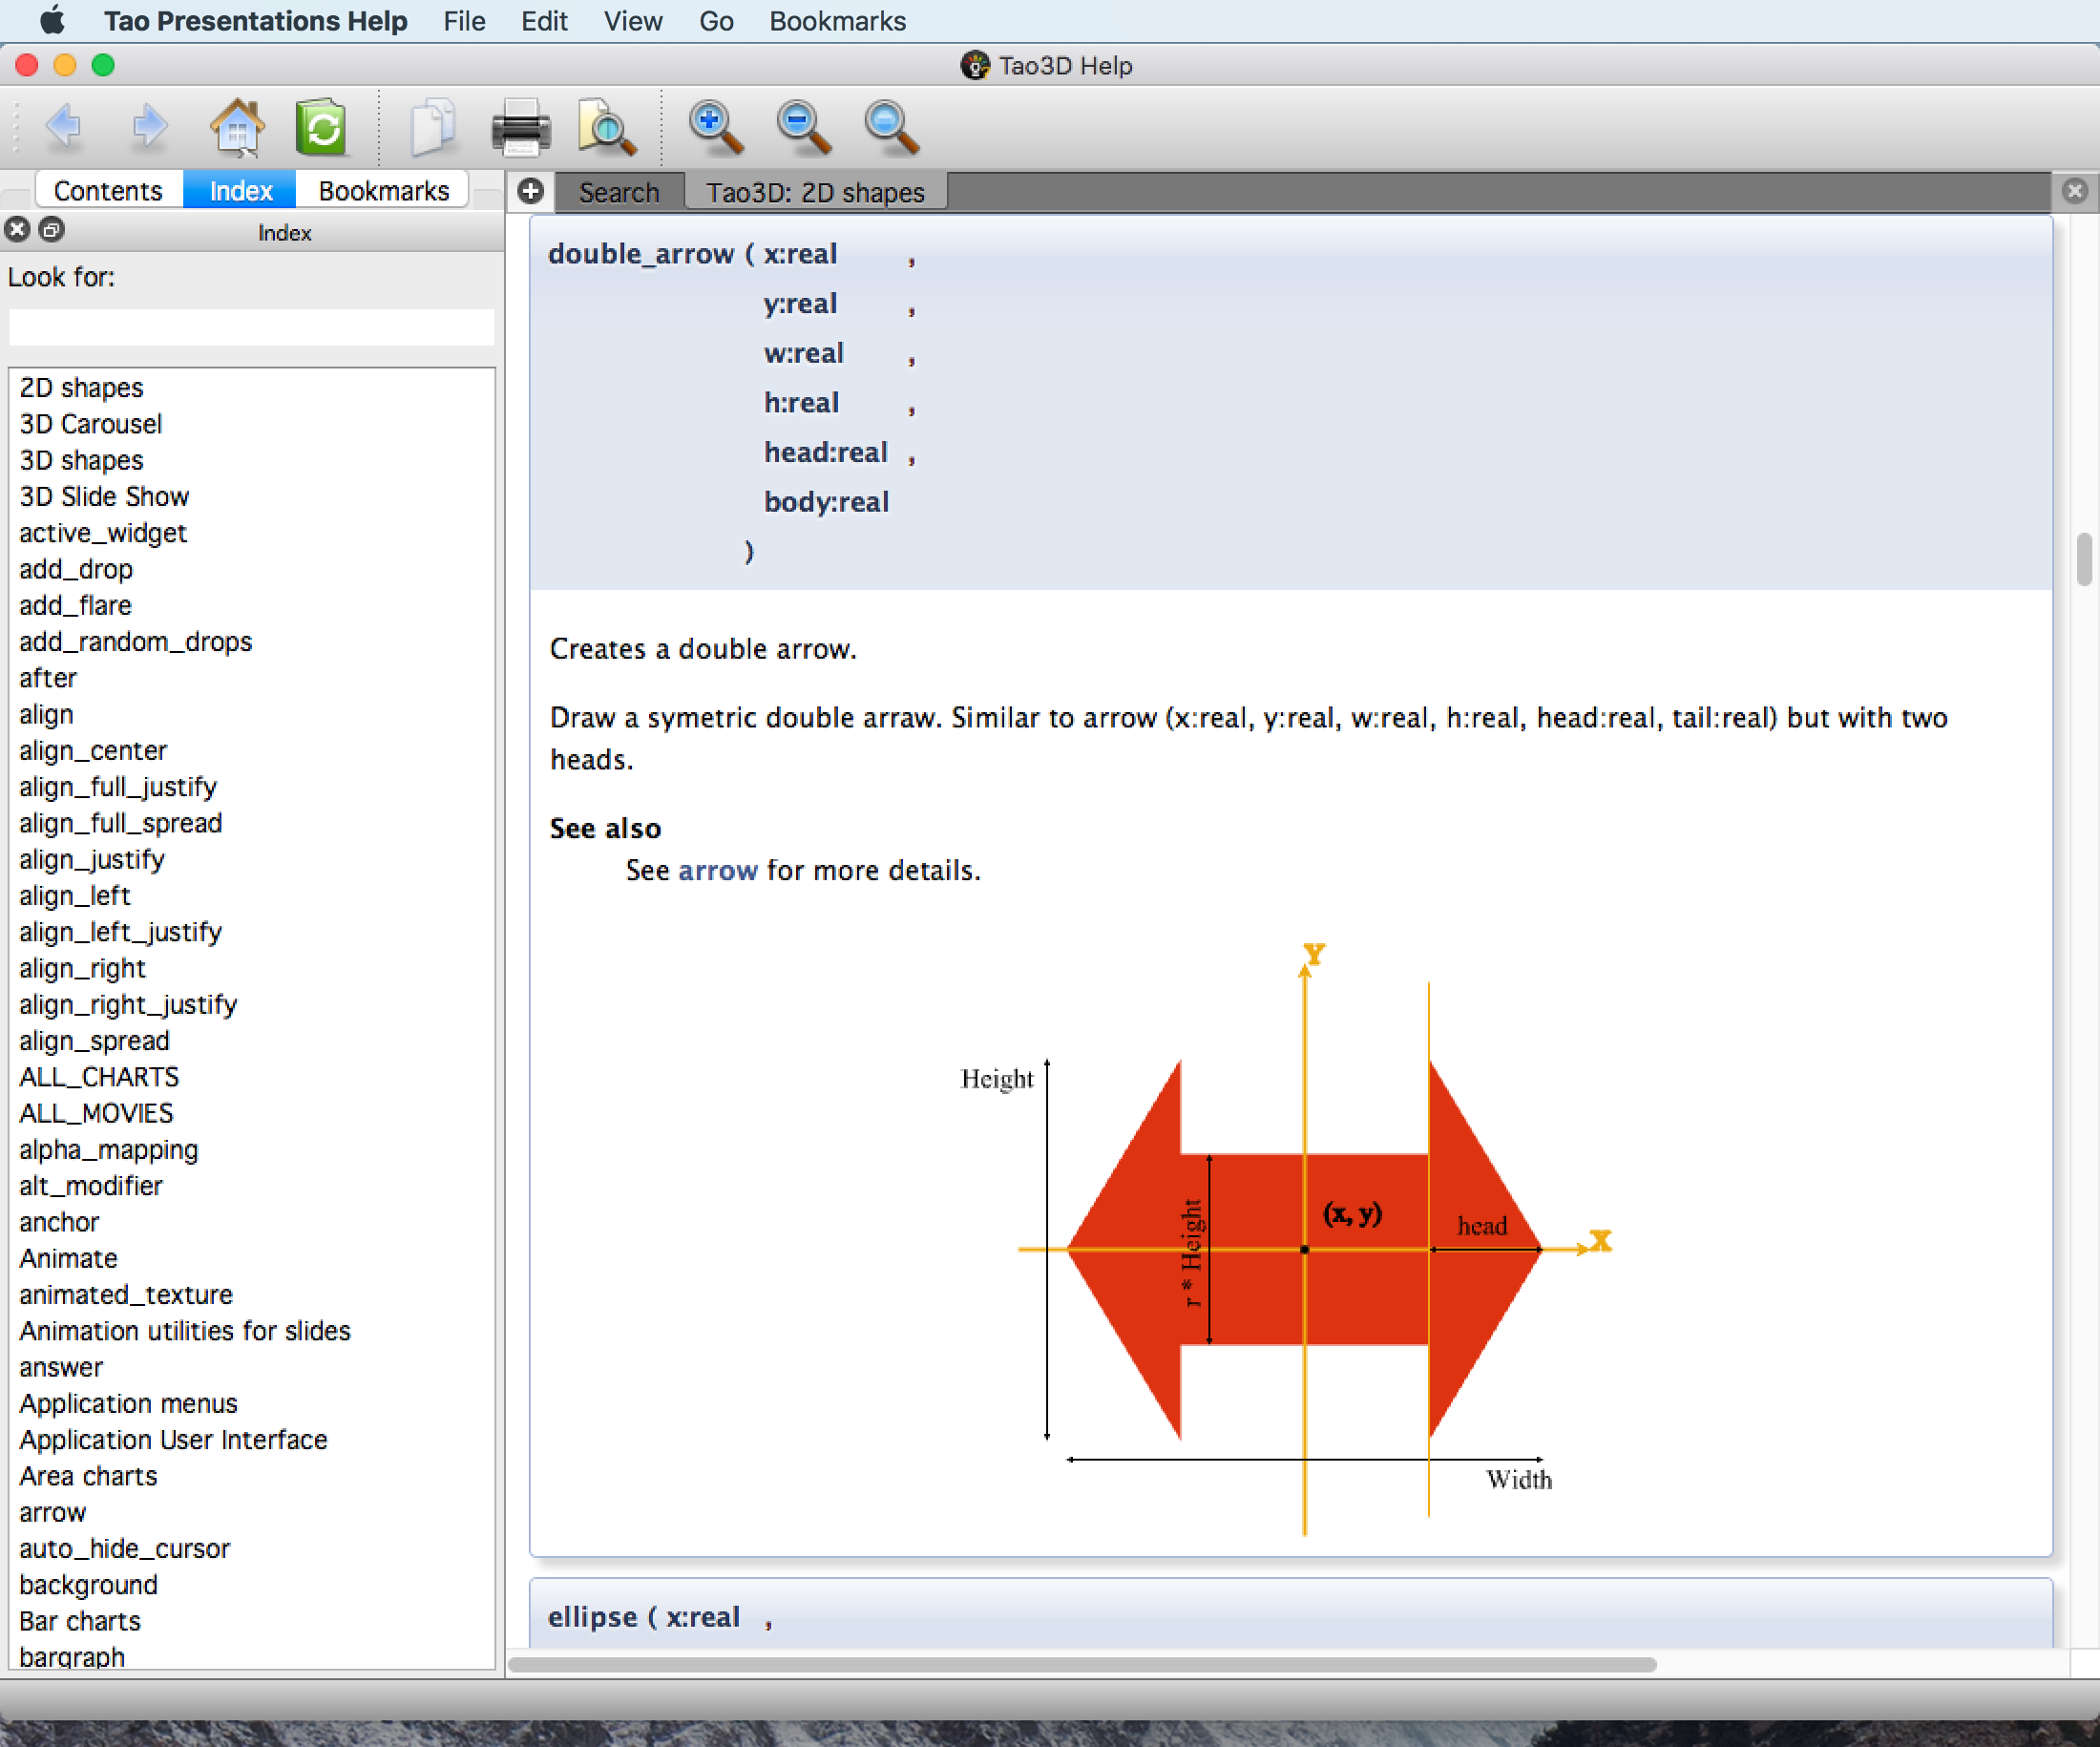 Tao Presentations Help File Edit View Go Bookmarks
Tao3D Help
Contents Index Bookmarks
Search Tao3D: 2D shapes
Index
Look for:
2D shapes
3D Carousel
3D shapes
3D Slide Show
active_widget
add_drop
add_flare
add_random_drops
after
align
align_center
align_full_justify
align_full_spread
align_justify
align_left
align_left_justify
align_right
align_right_justify
align_spread
ALL_CHARTS
ALL_MOVIES
alpha_mapping
alt_modifier
anchor
Animate
animated_texture
Animation utilities for slides
answer
Application menus
Application User Interface
Area charts
arrow
auto_hide_cursor
background
Bar charts
bargraph
double_arrow ( x:real ,
y:real ,
w:real ,
h:real ,
head:real ,
body:real
)
Creates a double arrow.
Draw a symetric double arraw. Similar to arrow (x:real, y:real, w:real, h:real, head:real, tail:real) but with two
heads.
See also
See arrow for more details.
Y
Height
r * Height
(x, y)
head
X
Width
ellipse ( x:real ,